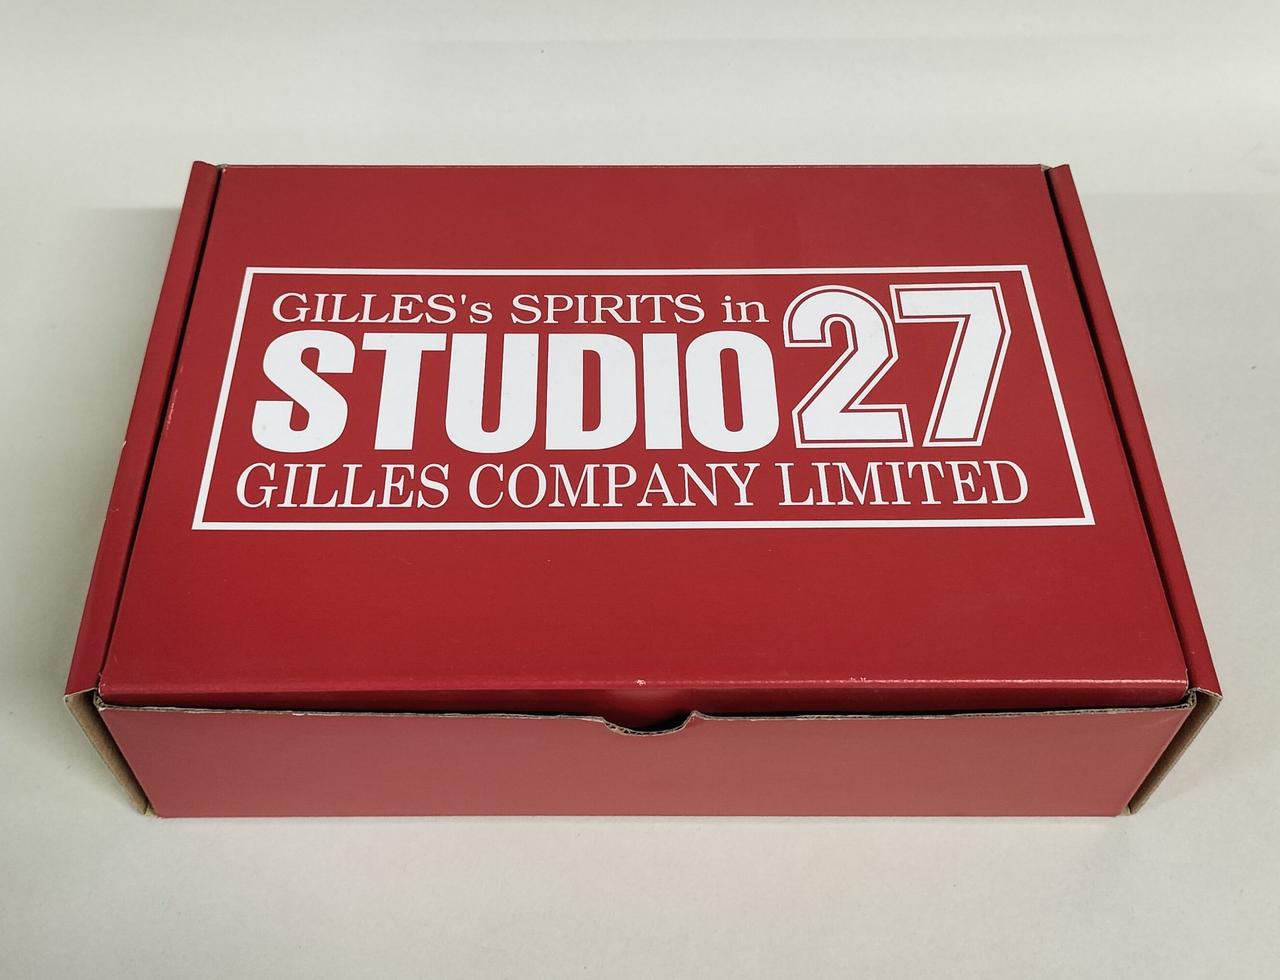 GILLES's SPIRITS in
STUDIO27
GILLES COMPANY LIMITED